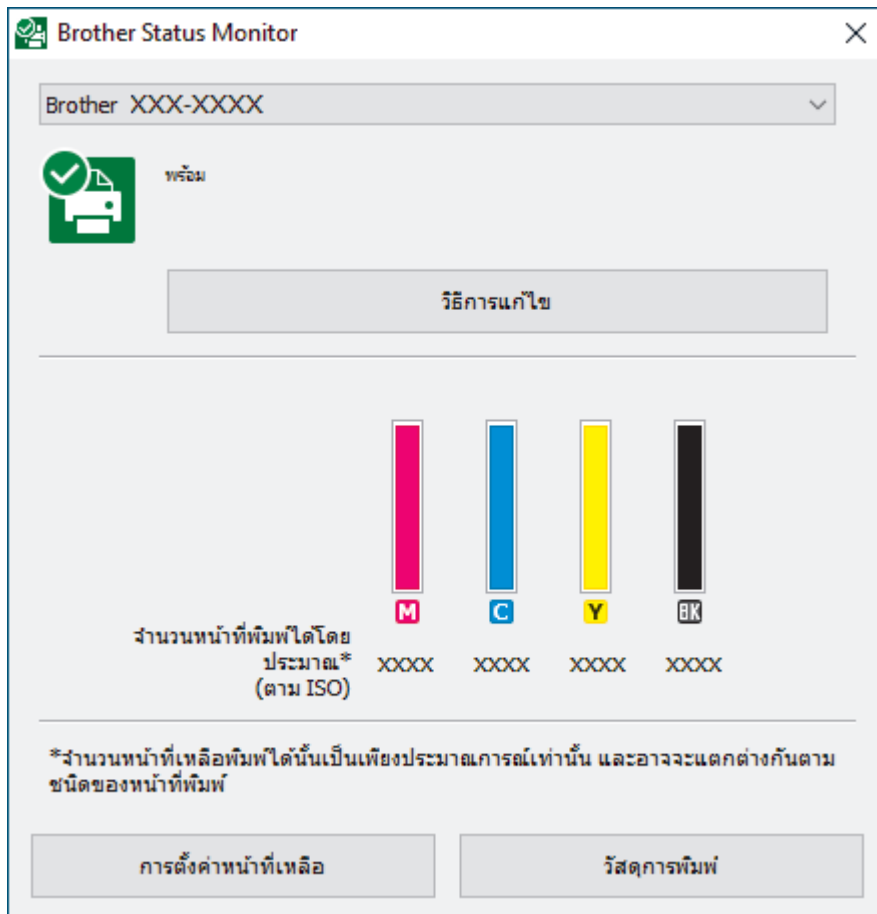 Brother Status Monitor
Brother XXX-XXXX
พร้อม
วิธีการแก้ไข
M C Y BK
จำนวนหน้าที่พิมพ์ได้โดย
ประมาณ* XXXX XXXX XXXX XXXX
(ตาม ISO)
*จำนวนหน้าที่เหลือพิมพ์ได้นั้นเป็นเพียงประมาณการณ์เท่านั้น และอาจจะแตกต่างกันตาม
ชนิดของหน้าที่พิมพ์
การตั้งค่าหน้าที่เหลือ วัสดุการพิมพ์